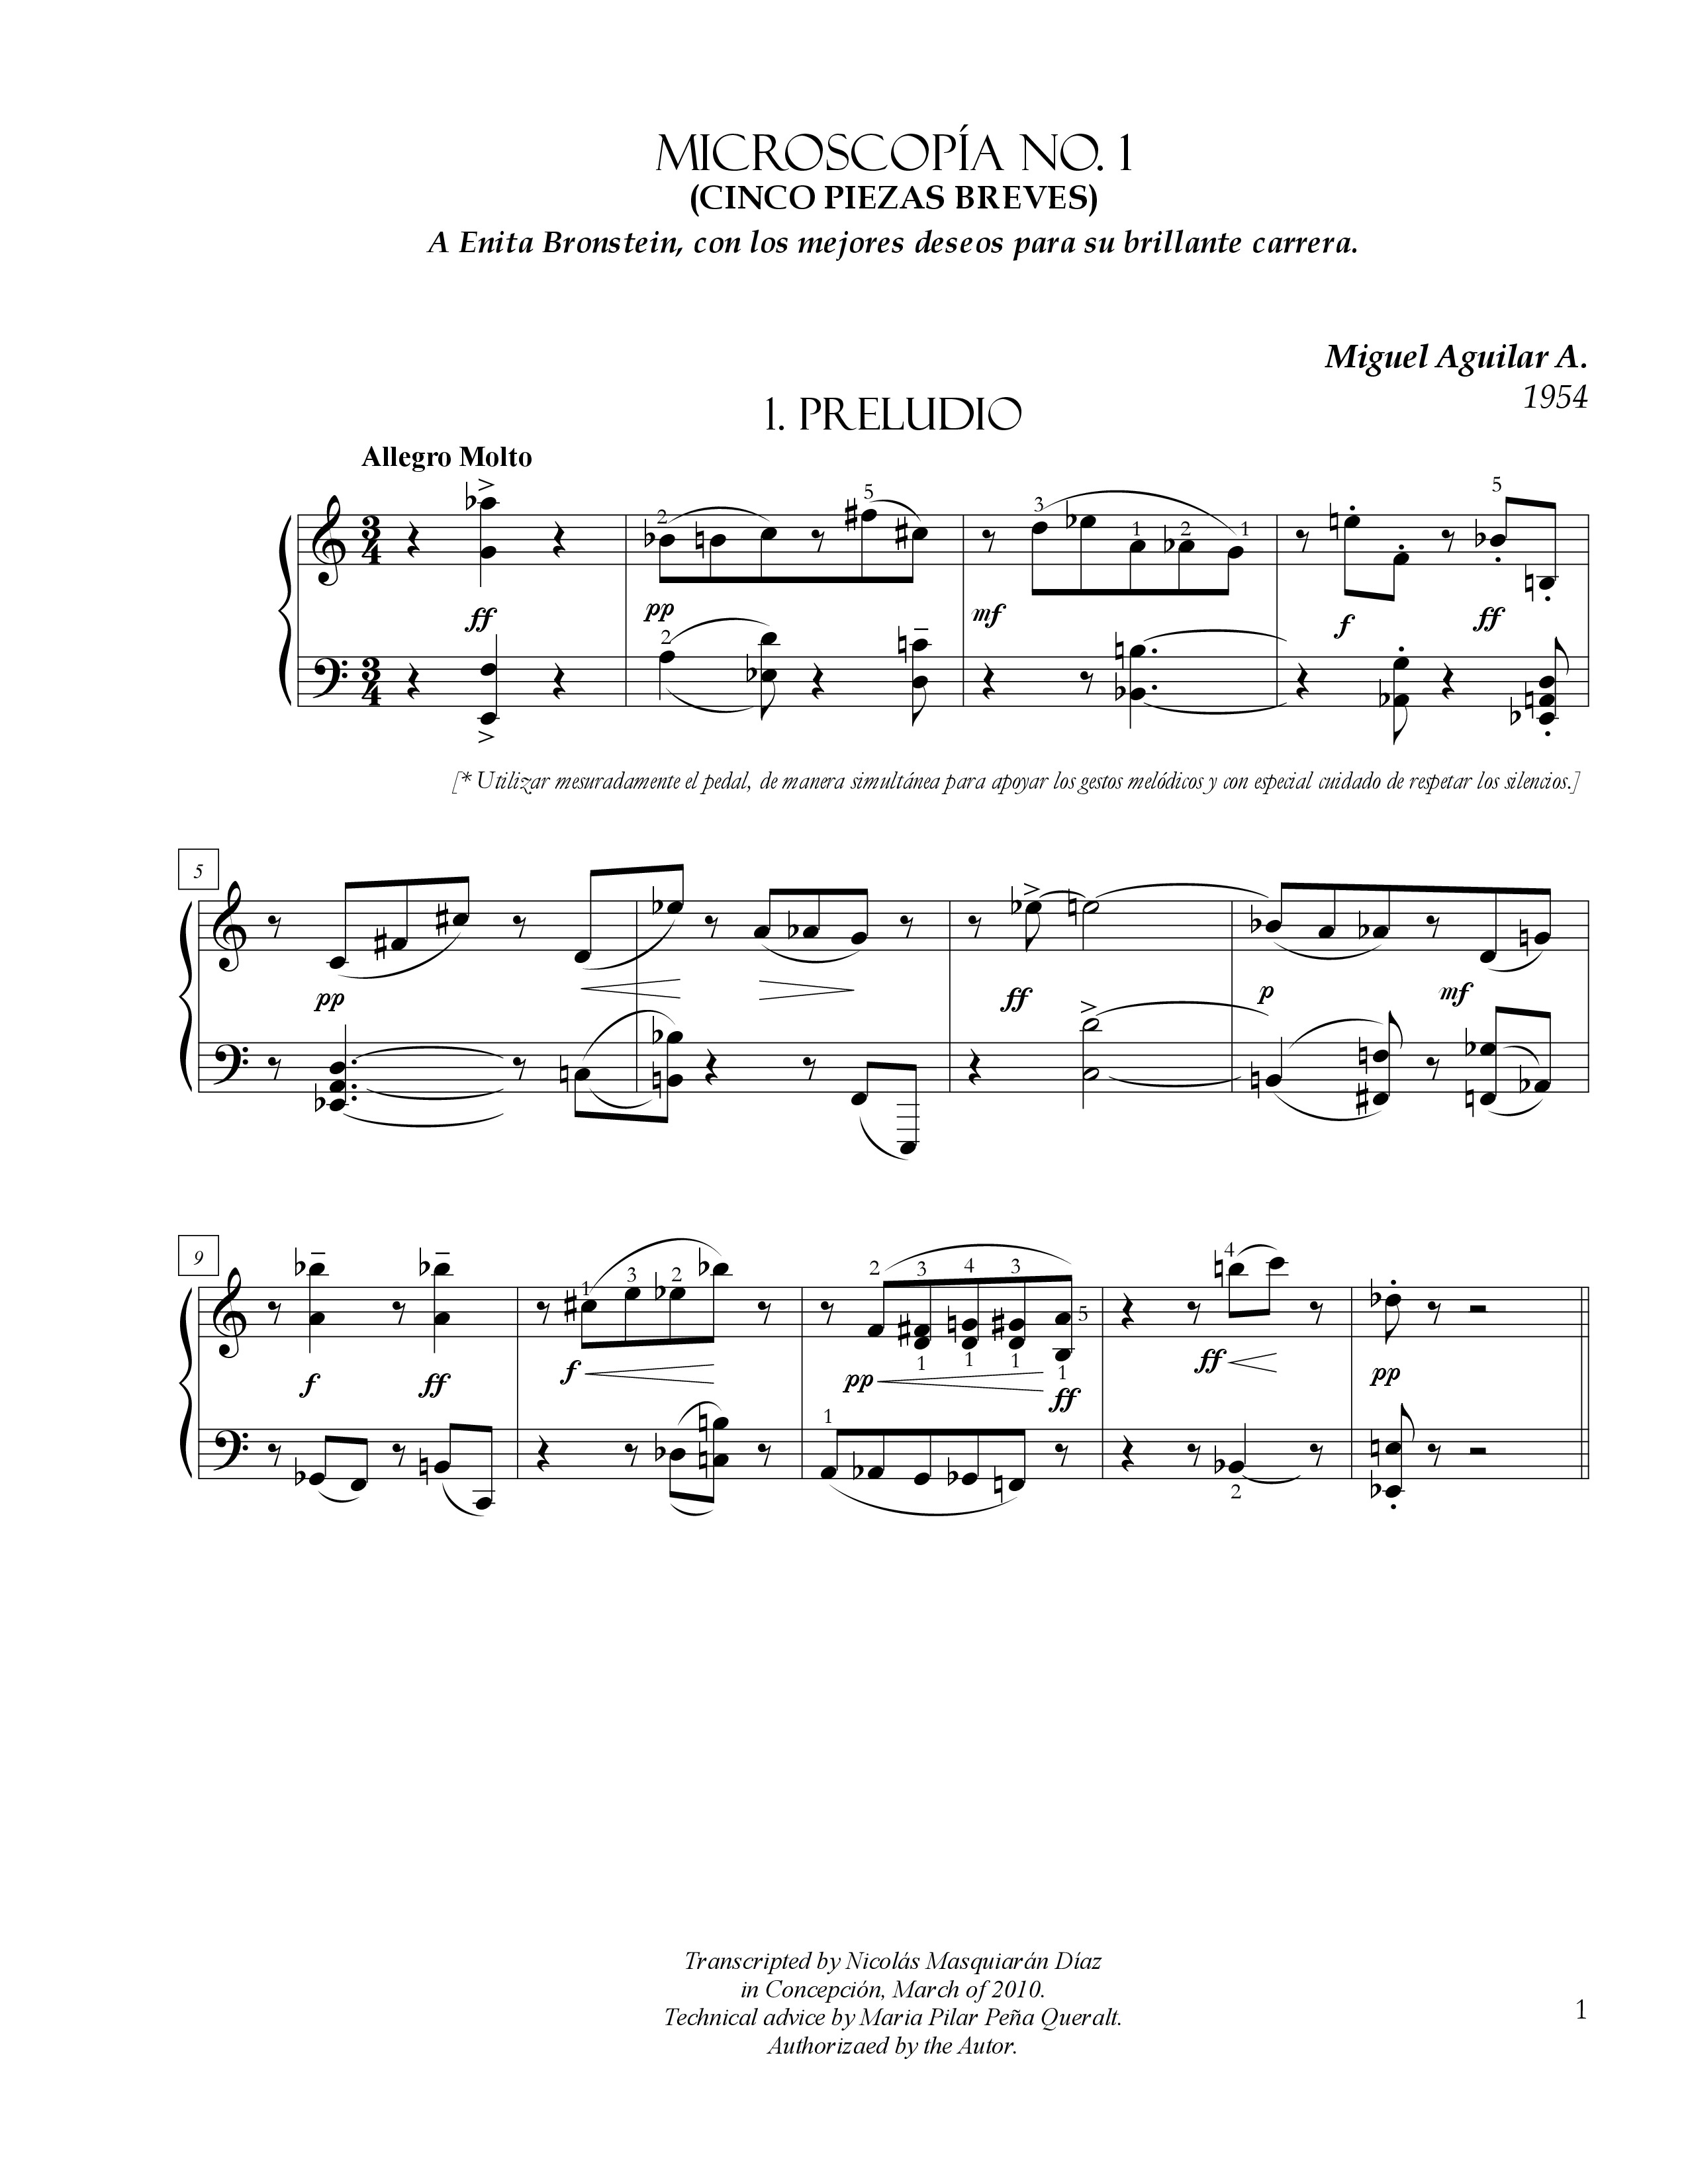 MICROSCOPÍA NO. 1
(CINCO PIEZAS BREVES)
A Enita Bronstein, con los mejores deseos para su brillante carrera.
Miguel Aguilar A.
1954
1. PRELUDIO
Allegro Molto
5
2
3
1
2
1
5
3
4
ff
pp
mf
f
ff
2
3
4
[* Utilizar mesuradamente el pedal, de manera simultánea para apoyar los gestos melódicos y con especial cuidado de respetar los silencios.]
5
pp
ff
p
mf
9
1
3
2
2
3
4
3
5
4
f
ff
f
pp
1
1
1
1
ff
ff
pp
1
2
Transcripted by Nicolás Masquiarán Díaz
in Concepción, March of 2010.
Technical advice by Maria Pilar Peña Queralt.
Authorizaed by the Autor.
1